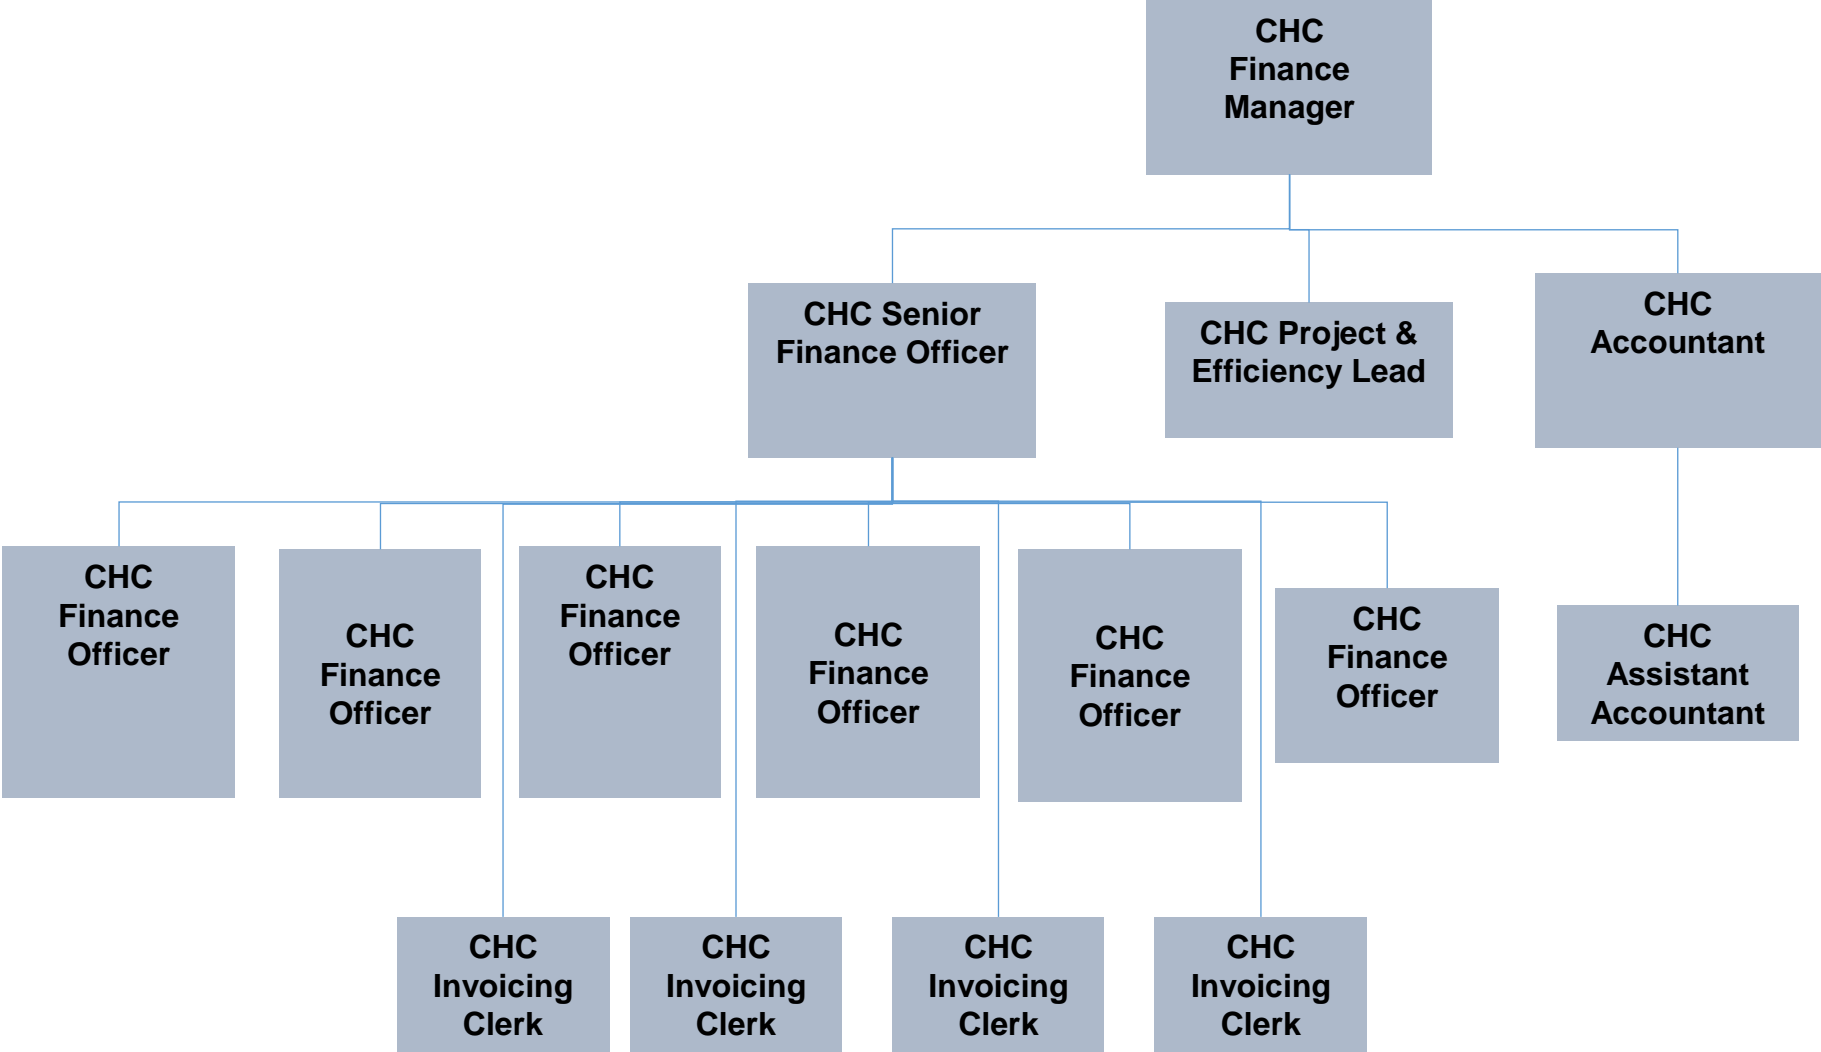 CHC
Finance
Manager
CHC Senior
Finance Officer
CHC Project &
Efficiency Lead
CHC
Accountant
CHC
Finance
Officer
CHC
Finance
Officer
CHC
Finance
Officer
CHC
Finance
Officer
CHC
Finance
Officer
CHC
Finance
Officer
CHC
Assistant
Accountant
CHC
Invoicing
Clerk
CHC
Invoicing
Clerk
CHC
Invoicing
Clerk
CHC
Invoicing
Clerk